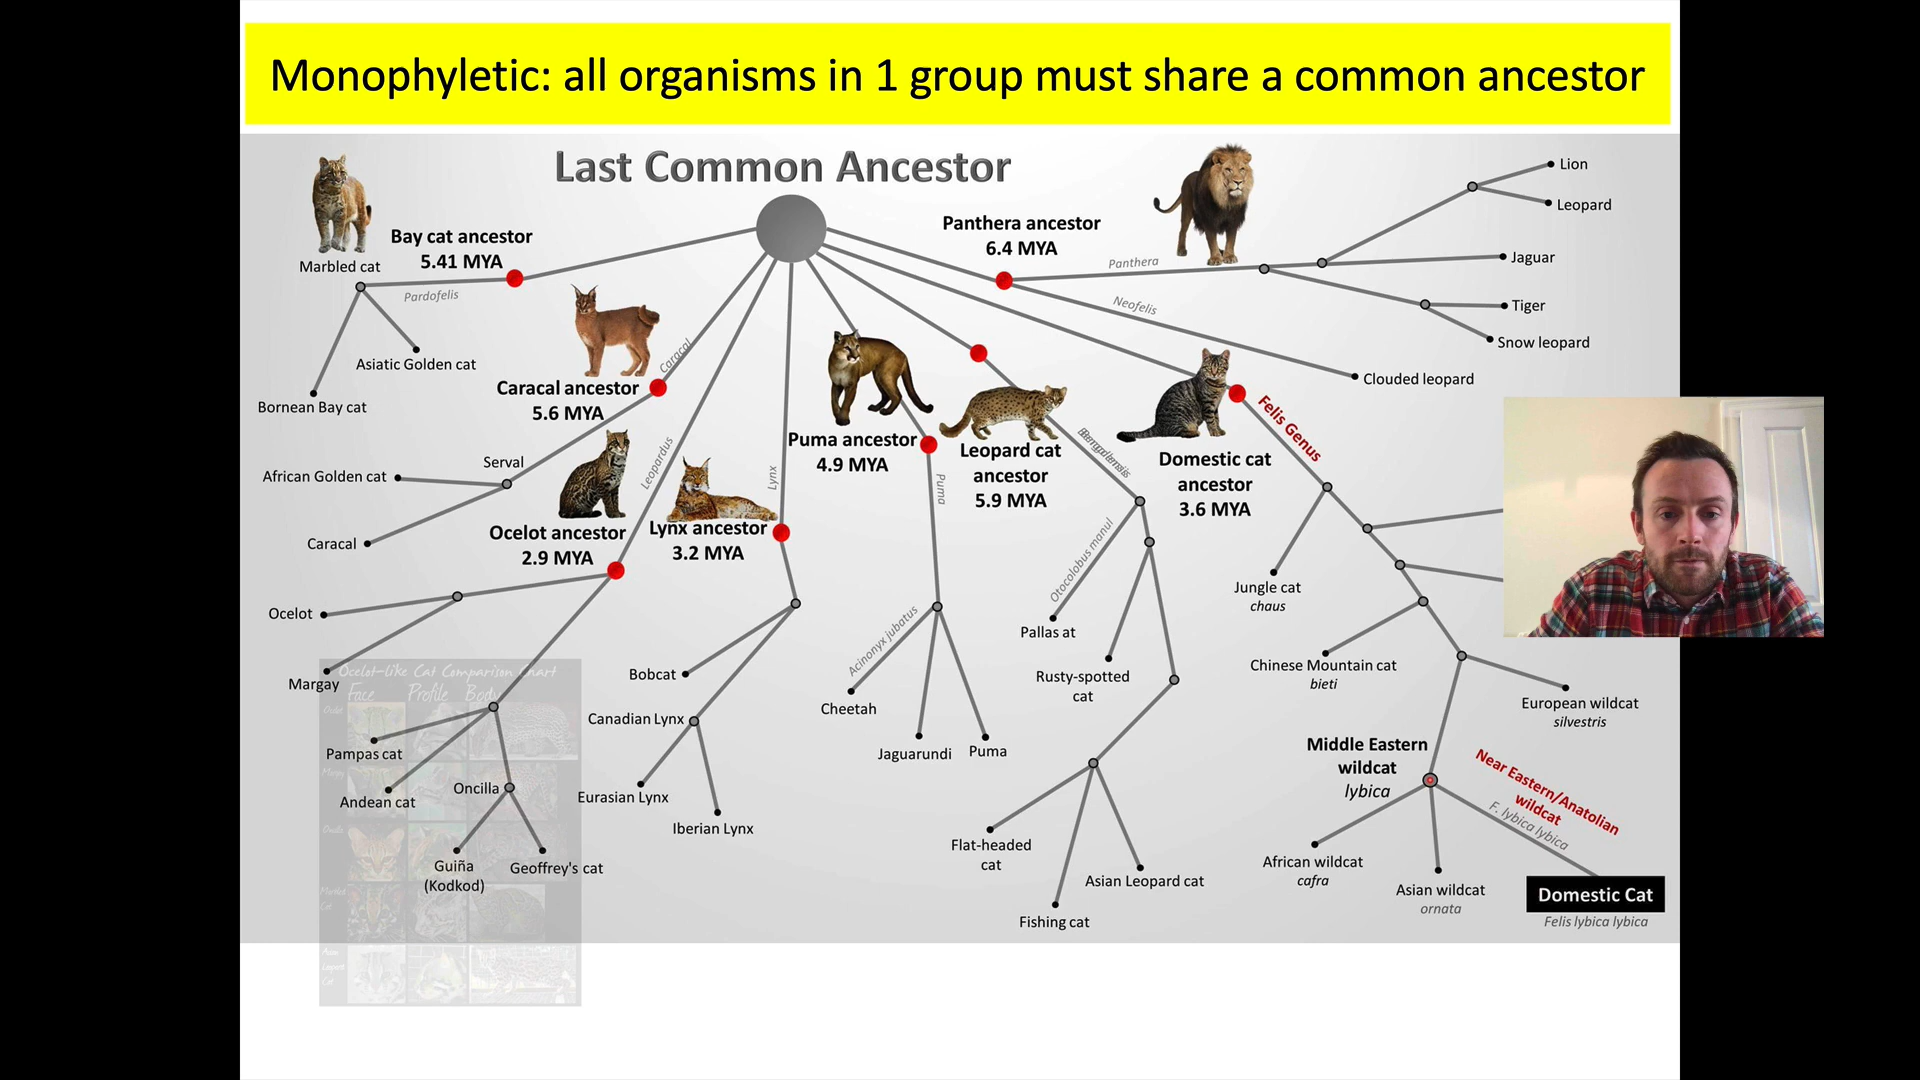 Monophyletic: all organisms in 1 group must share a common ancestor
Last Common Ancestor
Marbled cat
Bay cat ancestor
5.41 MYA
Pardofelis
Asiatic Golden cat
Bornean Bay cat
Caracal
Caracal ancestor
5.6 MYA
Serval
African Golden cat
Caracal
Leopardus
Ocelot ancestor
2.9 MYA
Ocelot
Margay
Pampas cat
Andean cat
Oncilla
Guiña
(Kodkod)
Geoffrey's cat
Ocelot-like Cat Comparison Chart
Face Profile Body
Lynx
Lynx ancestor
3.2 MYA
Bobcat
Canadian Lynx
Eurasian Lynx
Iberian Lynx
Puma ancestor
4.9 MYA
Puma
Acinonyx jubatus
Cheetah
Jaguarundi
Puma
Leopard cat
ancestor
5.9 MYA
Otocolobus manul
Pallas at
Rusty-spotted
cat
Flat-headed
cat
Fishing cat
Asian Leopard cat
Panthera ancestor
6.4 MYA
Panthera
Neofelis
Lion
Leopard
Jaguar
Tiger
Snow leopard
Clouded leopard
Domestic cat
ancestor
3.6 MYA
Felis Genus
Jungle cat
chaus
Chinese Mountain cat
bieti
European wildcat
silvestris
Middle Eastern
wildcat
lybica
Near Eastern/Anatolian
wildcat
F. lybica lybica
African wildcat
cafra
Asian wildcat
ornata
Domestic Cat
Felis lybica lybica